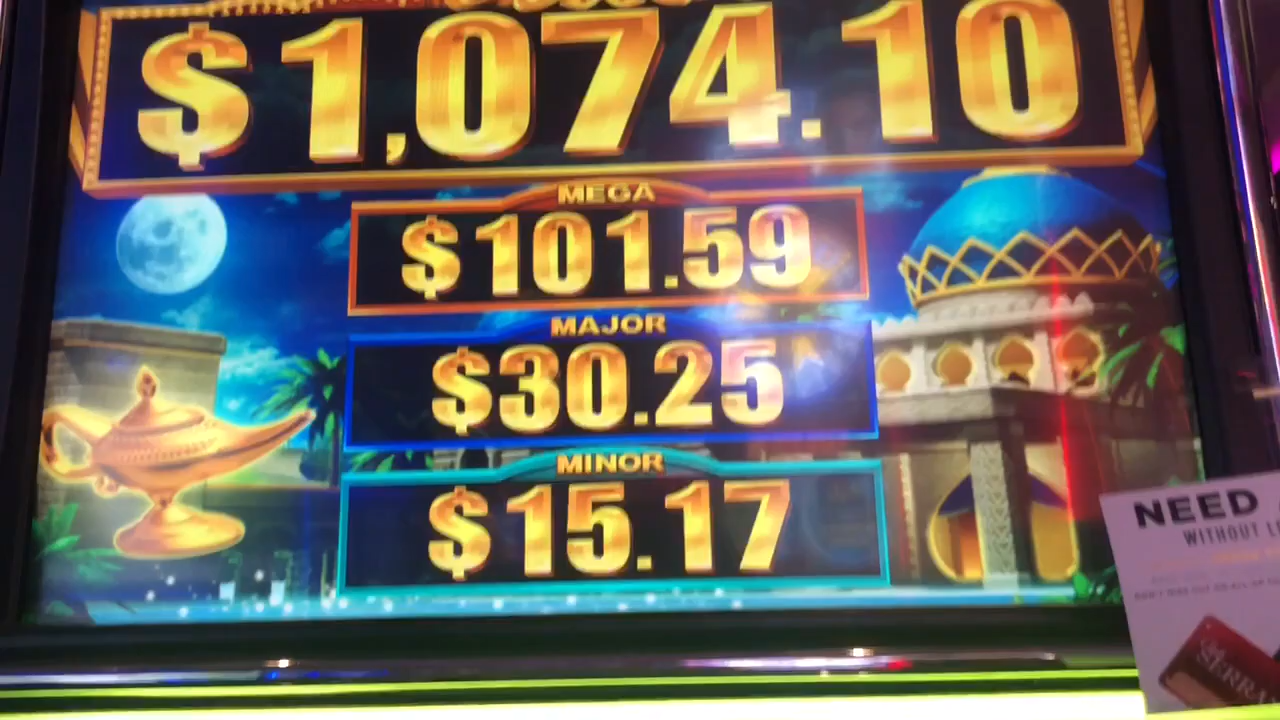 $1,074.10
MEGA
$101.59
MAJOR
$30.25
MINOR
$15.17
NEED
WITHOUT